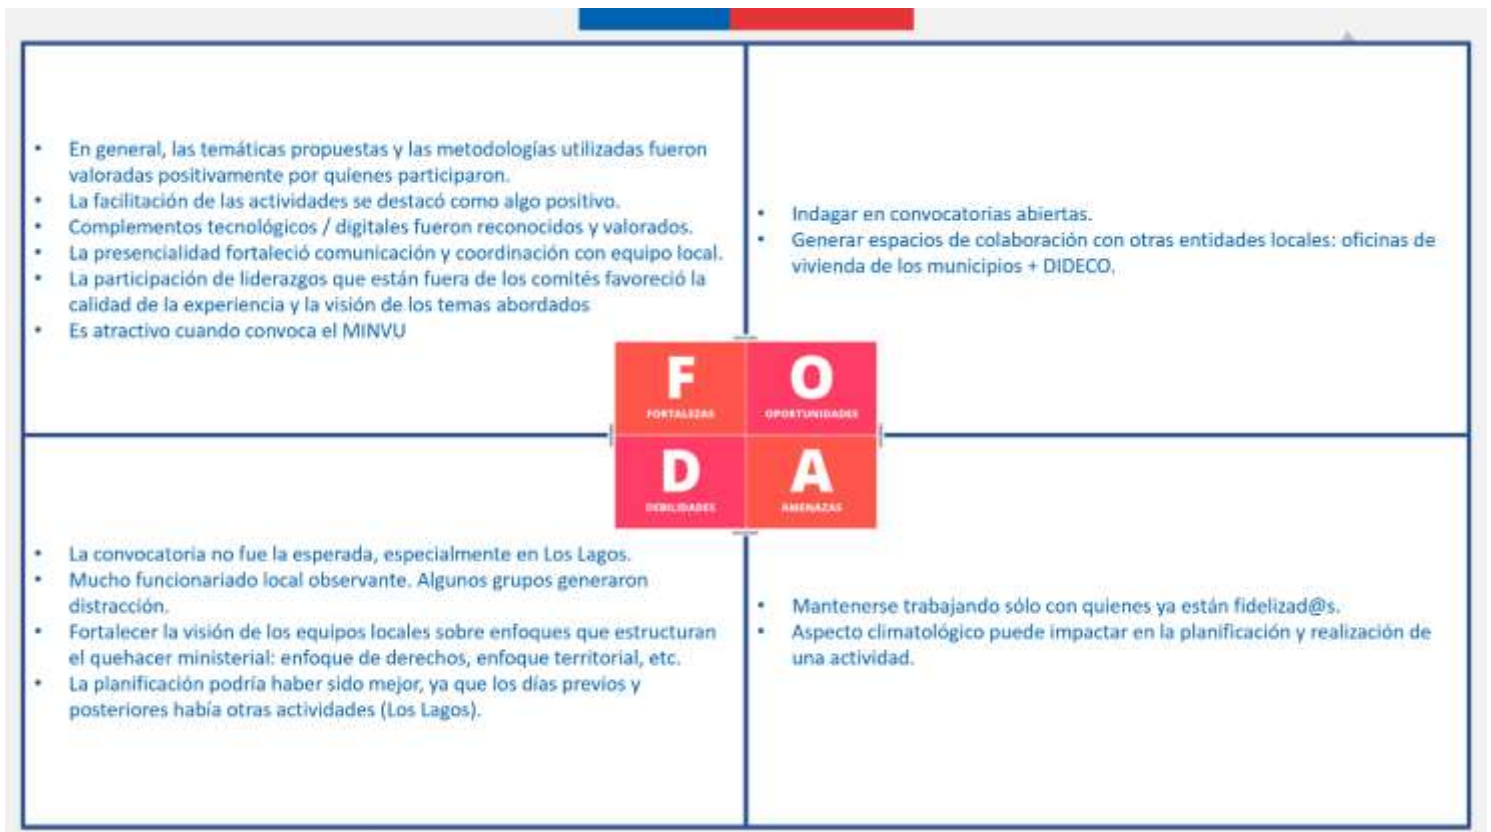 • En general, las temáticas propuestas y las metodologías utilizadas fueron
valoradas positivamente por quienes participaron.
• La facilitación de las actividades se destacó como algo positivo.
• Complementos tecnológicos / digitales fueron reconocidos y valorados.
• La presencialidad fortaleció comunicación y coordinación con equipo local.
• La participación de liderazgos que están fuera de los comités favoreció la
calidad de la experiencia y la visión de los temas abordados
• Es atractivo cuando convoca el MINVU
• Indagar en convocatorias abiertas.
• Generar espacios de colaboración con otras entidades locales: oficinas de
vivienda de los municipios + DIDECO.
F
FORTALEZAS
O
OPORTUNIDADES
D
DEBILIDADES
A
AMENAZAS
• La convocatoria no fue la esperada, especialmente en Los Lagos.
• Mucho funcionariado local observante. Algunos grupos generaron
distracción.
• Fortalecer la visión de los equipos locales sobre enfoques que estructuran
el quehacer ministerial: enfoque de derechos, enfoque territorial, etc.
• La planificación podría haber sido mejor, ya que los días previos y
posteriores había otras actividades (Los Lagos).
• Mantenerse trabajando sólo con quienes ya están fidelizad@s.
• Aspecto climatológico puede impactar en la planificación y realización de
una actividad.